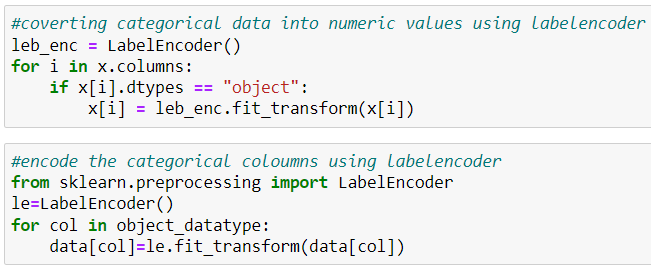 #coverting categorical data into numeric values using labelencoder
leb_enc = LabelEncoder()
for i in x.columns:
    if x[i].dtypes == "object":
        x[i] = leb_enc.fit_transform(x[i])
#encode the categorical coloumns using labelencoder
from sklearn.preprocessing import LabelEncoder
le=LabelEncoder()
for col in object_datatype:
    data[col]=le.fit_transform(data[col])